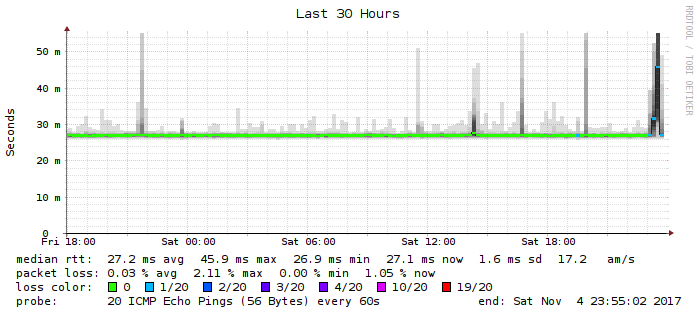 Last 30 Hours
RRDTOOL / TOBI OETIKER
Seconds
50 m
40 m
30 m
20 m
10 m
0
Fri 18:00 Sat 00:00 Sat 06:00 Sat 12:00 Sat 18:00
median rtt: 27.2 ms avg 45.9 ms max 26.9 ms min 27.1 ms now 1.6 ms sd 17.2 am/s
packet loss: 0.03 % avg 2.11 % max 0.00 % min 1.05 % now
loss color: 0 1/20 2/20 3/20 4/20 10/20 19/20
probe: 20 ICMP Echo Pings (56 Bytes) every 60s end: Sat Nov 4 23:55:02 2017